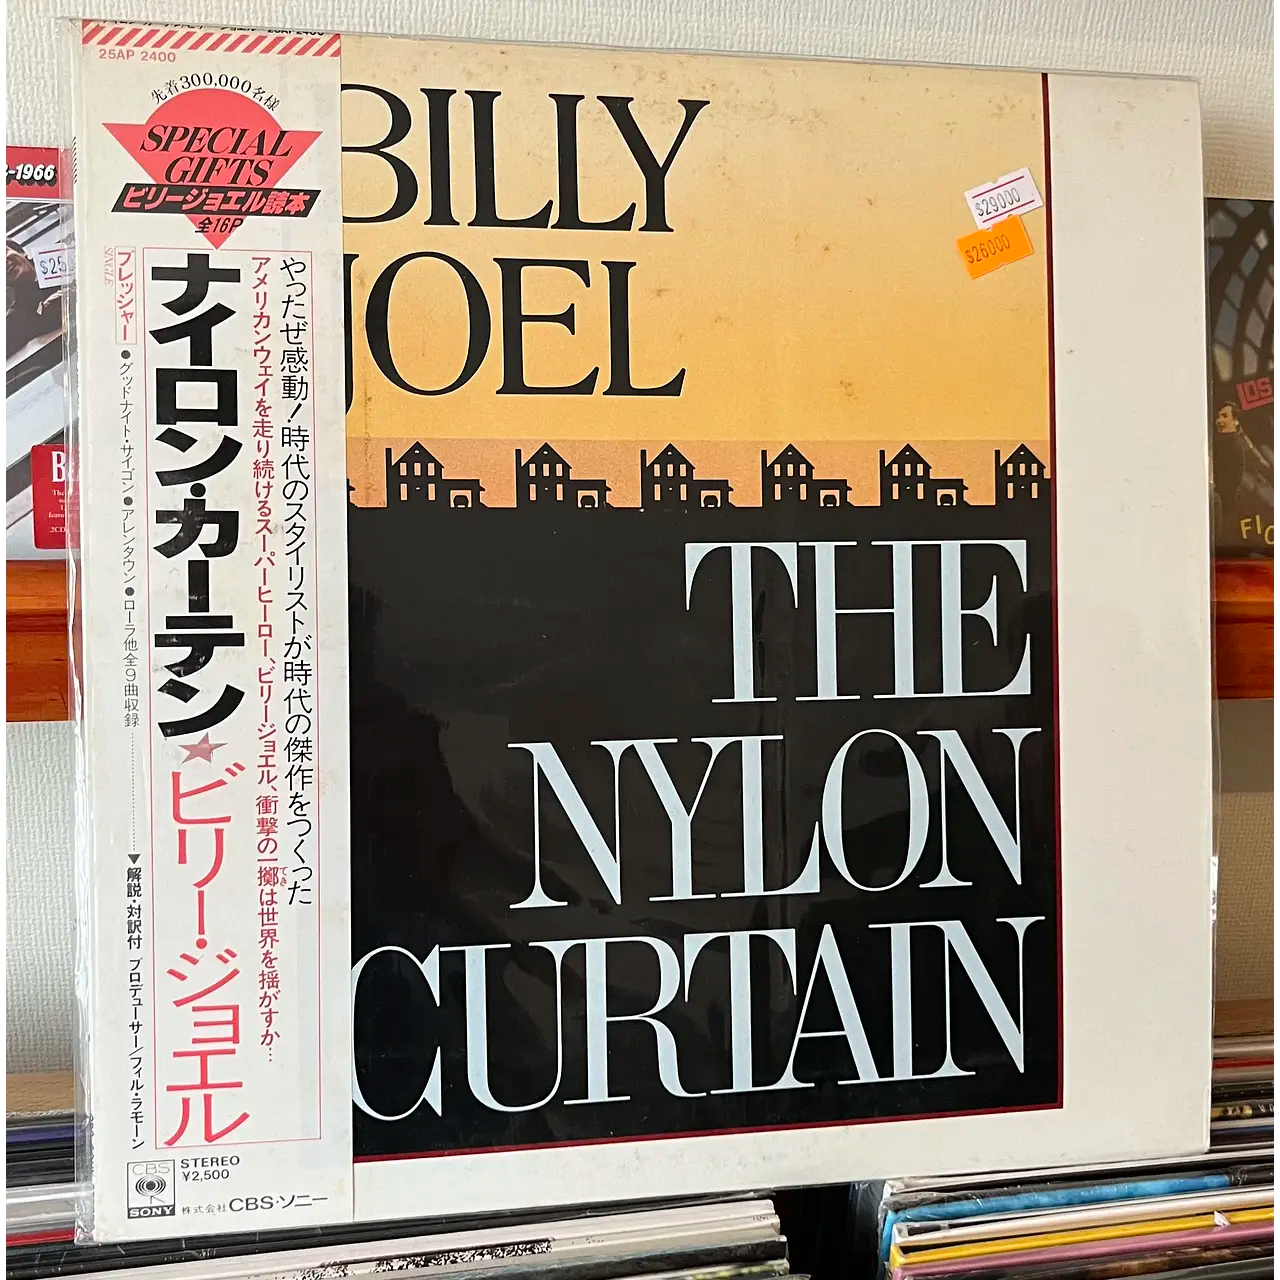 25AP 2400
先着300,000名様
SPECIAL
GIFTS
ビリージョエル読本
全16P
やったぜ感動!時代のスタイリストが時代の傑作をつくった
アメリカンウェイを走り続けるスーパーヒーロー、ビリージョエル、衝撃の一擲は世界を揺がすか…
てき
ナイロン・カーテン★ビリー・ジョエル
プレッシャー
SINGLE
●グッドナイト・サイゴン●アレンタウン●ローラ他全9曲収録
▼解説・対訳付 プロデューサー/フィル・ラモーン
CBS
SONY
STEREO
¥2,500
株式会社CBS・ソニー
BILLY
JOEL
$29000
$26000
THE
NYLON
CURTAIN
-1966
$25
LOS
FIC